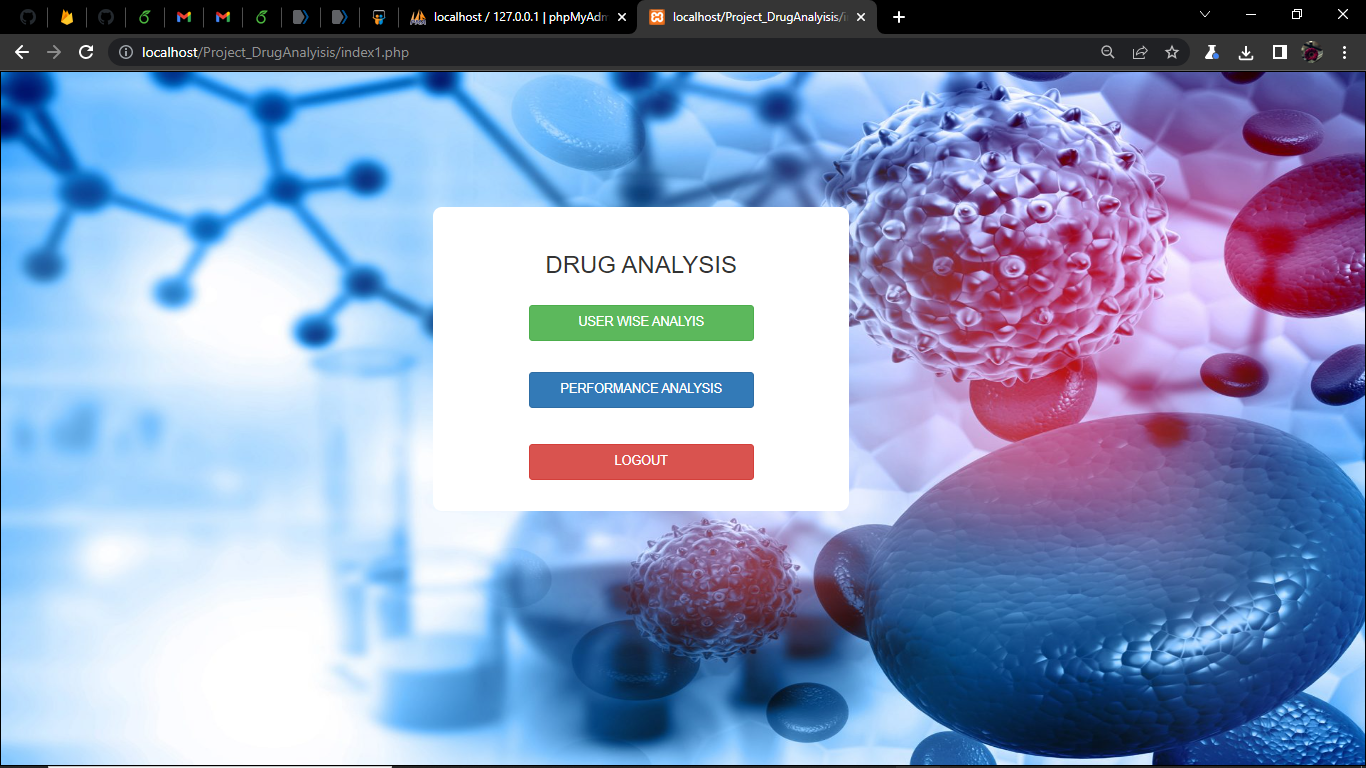 localhost / 127.0.0.1 | phpMyAdm
localhost/Project_DrugAnalyisis/i
localhost/Project_DrugAnalyisis/index1.php
DRUG ANALYSIS
USER WISE ANALYIS
PERFORMANCE ANALYSIS
LOGOUT